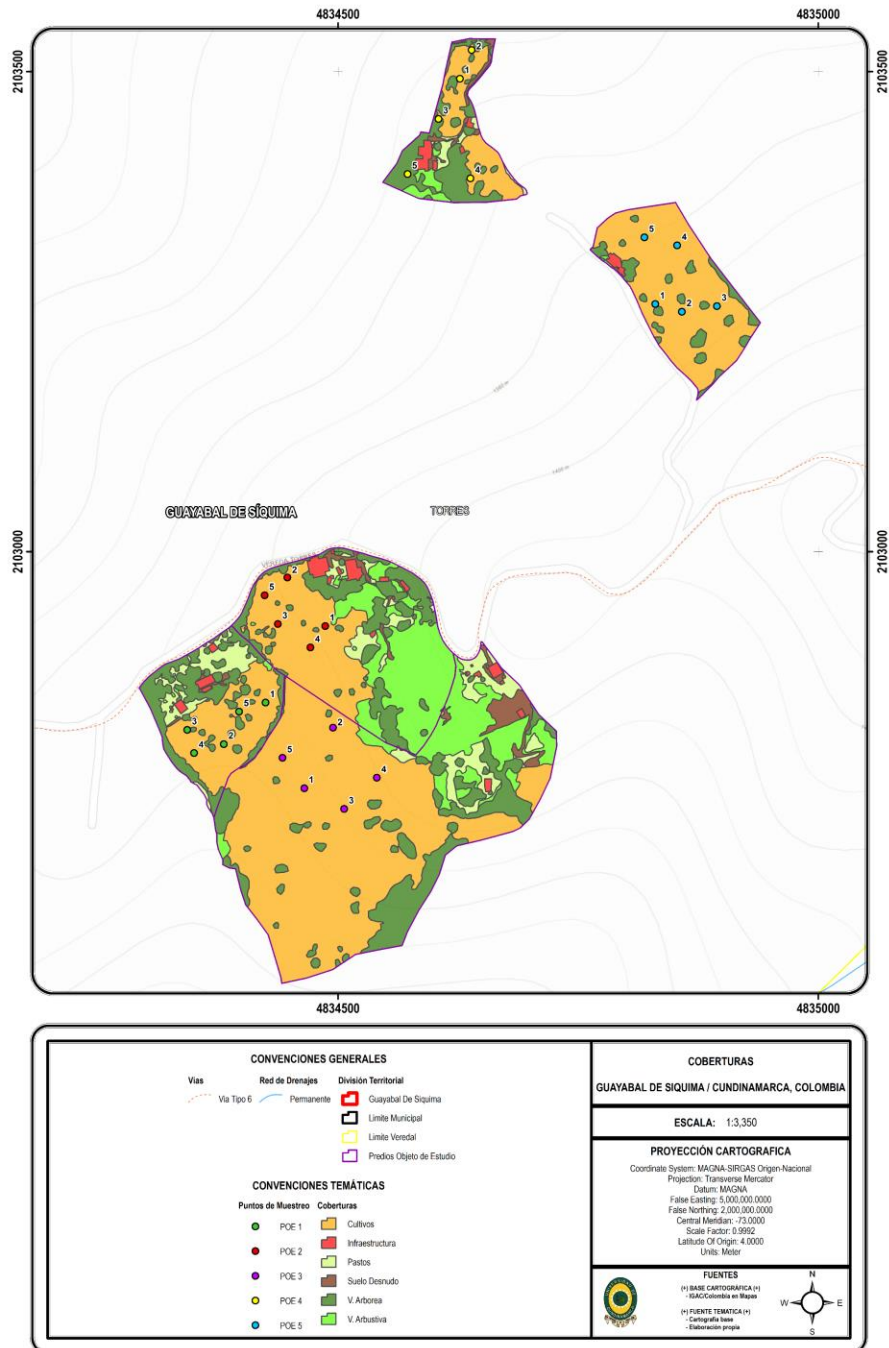 4834500 4835000
2103500 2103500
2
1
3
5 4
5 4
1 2 3
1400 m
GUAYABAL DE SÍQUIMA TORRES
2103000 2103000
2
5
3 1
4
5 1
3 2
4
2
5
1 4
3
4834500 4835000
CONVENCIONES GENERALES
Vias Red de Drenajes División Territorial
Via Tipo 6 Permanente Guayabal De Siquima
Limite Municipal
Limite Veredal
Predios Objeto de Estudio
CONVENCIONES TEMÁTICAS
Puntos de Muestreo Coberturas
POE 1 Cultivos
POE 2 Infraestructura
POE 3 Pastos
POE 4 Suelo Desnudo
POE 5 V. Arborea
V. Arbustiva
COBERTURAS
GUAYABAL DE SIQUIMA / CUNDINAMARCA, COLOMBIA
ESCALA: 1:3,350
PROYECCIÓN CARTOGRAFICA
Coordinate System: MAGNA-SIRGAS Origen-Nacional
Projection: Transverse Mercator
Datum: MAGNA
False Easting: 5,000,000.0000
False Northing: 2,000,000.0000
Central Meridian: -73.0000
Scale Factor: 0.9992
Latitude Of Origin: 4.0000
Units: Meter
FUENTES
(+) BASE CARTOGRÁFICA (+)
- IGAC/Colombia en Mapas
(+) FUENTE TEMATICA (+)
- Cartografía base
- Elaboración propia
N
W E
S